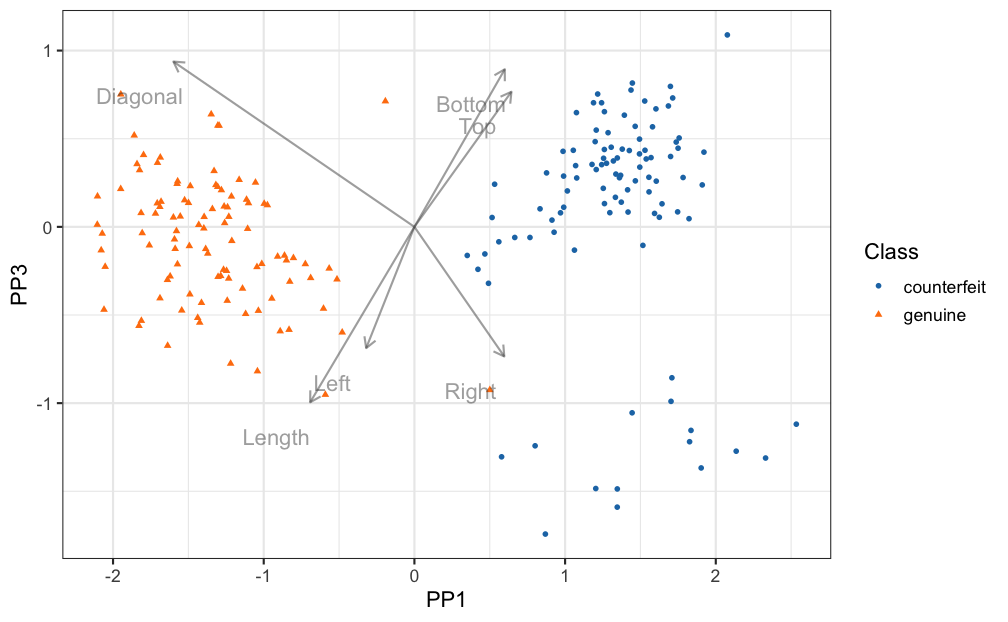 1
0
-1
-2
-1
0
1
2
PP3
PP1
Diagonal
Bottom
Top
Left
Right
Length
Class
counterfeit
genuine